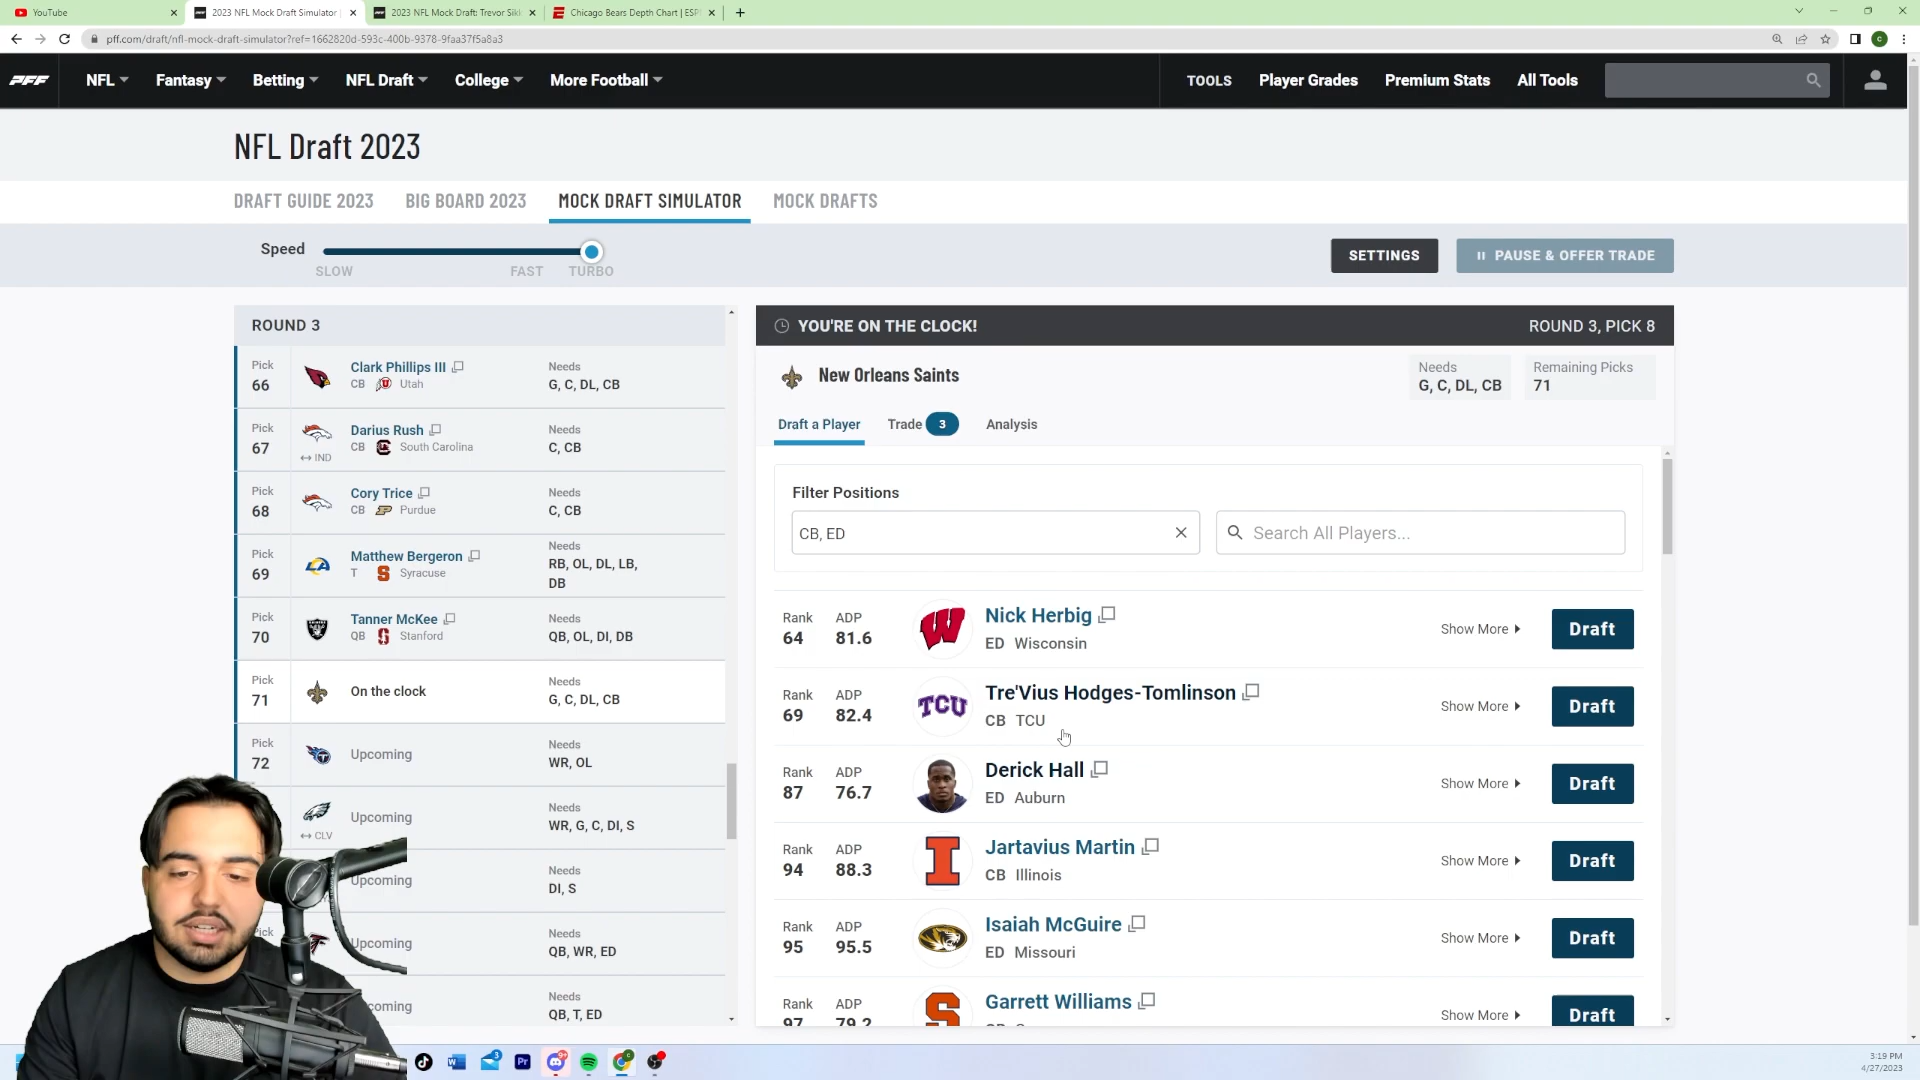 YouTube
2023 NFL Mock Draft Simulator |
2023 NFL Mock Draft: Trevor Sikk
Chicago Bears Depth Chart | ESP
pff.com/draft/nfl-mock-draft-simulator?ref=1662820d-593c-400b-9378-9faa37f5a8a3
PFF NFL Fantasy Betting NFL Draft College More Football TOOLS Player Grades Premium Stats All Tools
NFL Draft 2023
DRAFT GUIDE 2023 BIG BOARD 2023 MOCK DRAFT SIMULATOR MOCK DRAFTS
Speed
SLOW FAST TURBO
SETTINGS
PAUSE & OFFER TRADE
ROUND 3
Pick 66
Clark Phillips III
CB Utah
Needs
G, C, DL, CB
Pick 67
IND
Darius Rush
CB South Carolina
Needs
C, CB
Pick 68
Cory Trice
CB Purdue
Needs
C, CB
Pick 69
Matthew Bergeron
T Syracuse
Needs
RB, OL, DL, LB,
DB
Pick 70
Tanner McKee
QB Stanford
Needs
QB, OL, DI, DB
Pick 71
On the clock
Needs
G, C, DL, CB
Pick 72
Upcoming
Needs
WR, OL
CLV
Upcoming
Needs
WR, G, C, DI, S
Upcoming
Needs
DI, S
Pick
Upcoming
Needs
QB, WR, ED
coming
Needs
QB, T, ED
YOU'RE ON THE CLOCK!
ROUND 3, PICK 8
New Orleans Saints
Needs
G, C, DL, CB
Remaining Picks
71
Draft a Player Trade 3 Analysis
Filter Positions
CB, ED
Search All Players...
Rank 64
ADP 81.6
Nick Herbig
ED Wisconsin
Show More
Draft
Rank 69
ADP 82.4
TCU
Tre'Vius Hodges-Tomlinson
CB TCU
Show More
Draft
Rank 87
ADP 76.7
Derick Hall
ED Auburn
Show More
Draft
Rank 94
ADP 88.3
Jartavius Martin
CB Illinois
Show More
Draft
Rank 95
ADP 95.5
Isaiah McGuire
ED Missouri
Show More
Draft
Rank 97
ADP 79.2
Garrett Williams
Show More
Draft
3:19 PM
4/27/2023